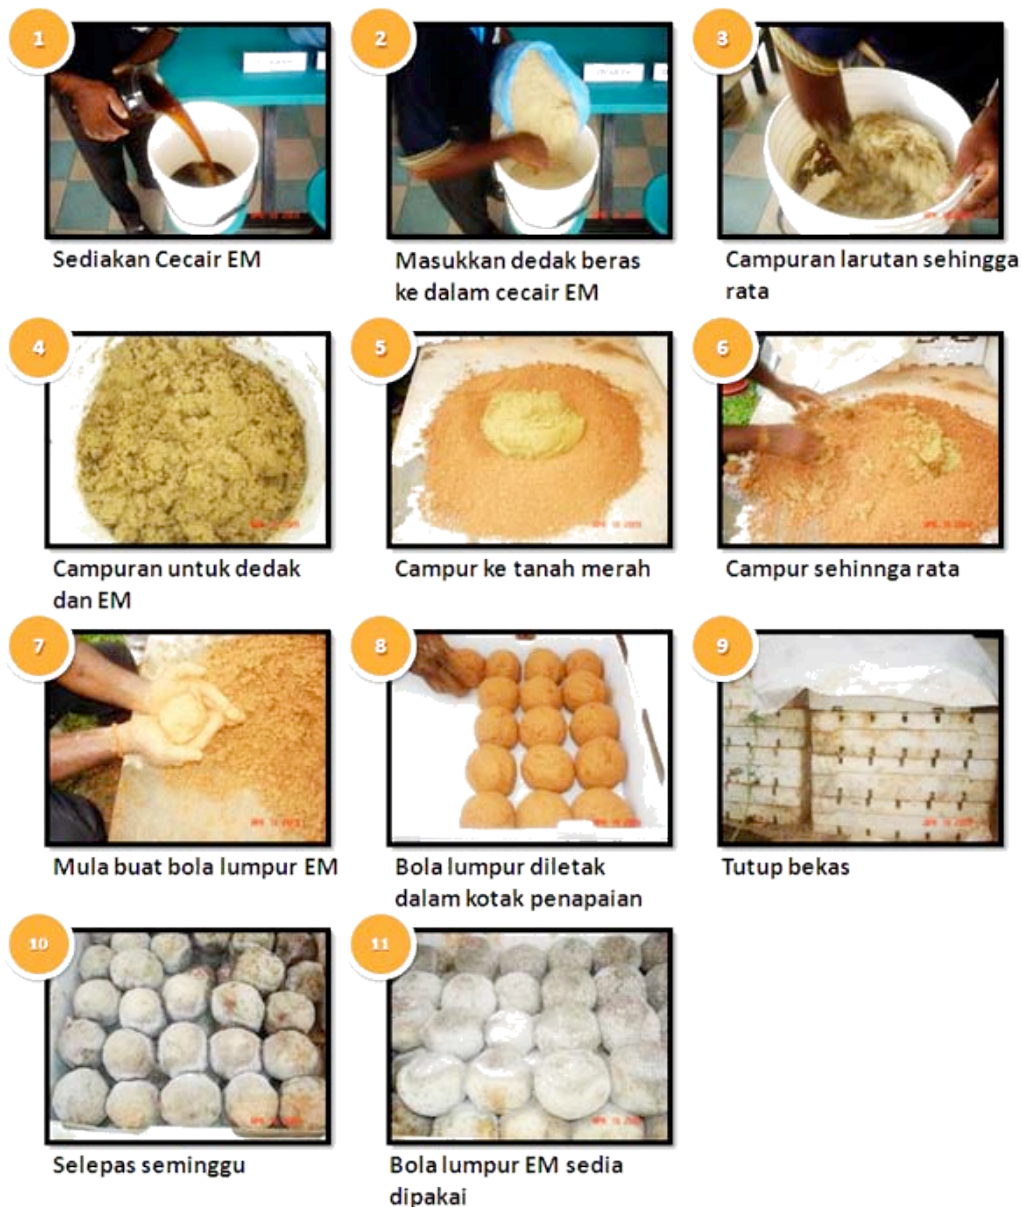 1
Sediakan Cecair EM
2
Masukkan dedak beras
ke dalam cecair EM
3
Campuran larutan sehingga
rata
4
Campuran untuk dedak
dan EM
5
Campur ke tanah merah
6
Campur sehinnga rata
7
Mula buat bola lumpur EM
8
Bola lumpur diletak
dalam kotak penapaian
9
Tutup bekas
10
Selepas seminggu
11
Bola lumpur EM sedia
dipakai